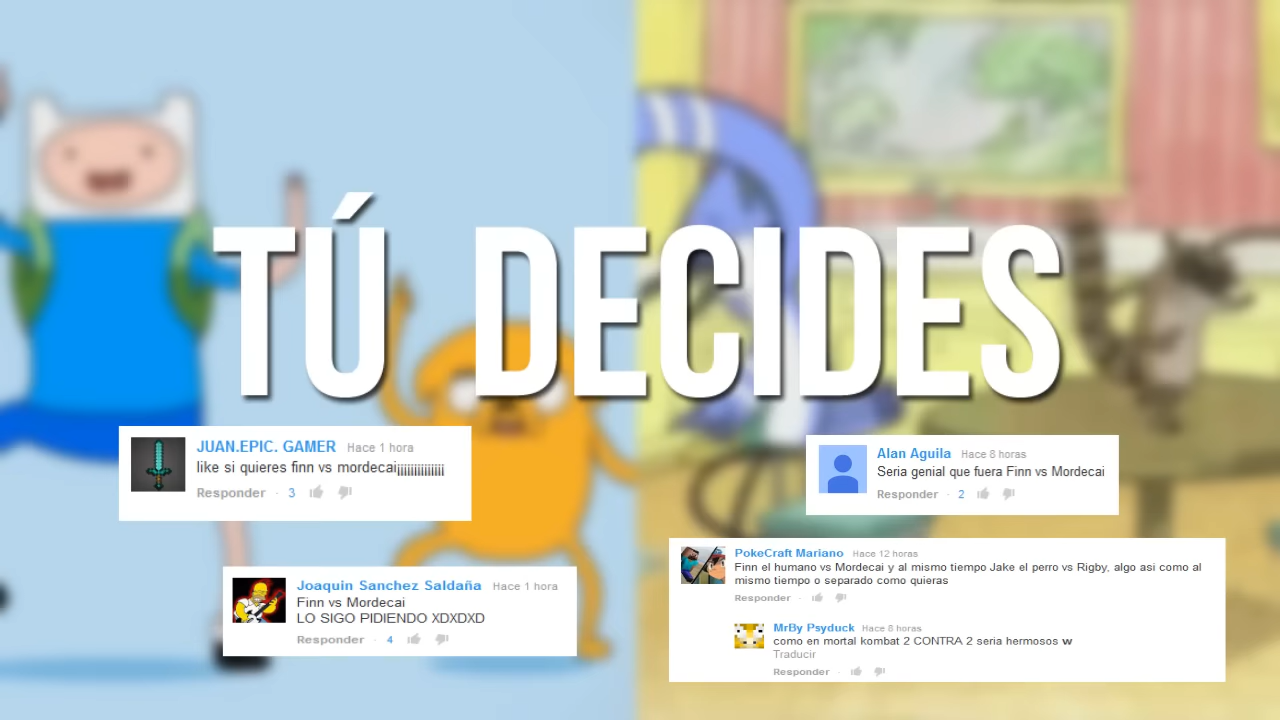 TÚ DECIDES
JUAN.EPIC. GAMER Hace 1 hora
like si quieres finn vs mordecai¡¡¡¡¡¡¡¡¡¡¡¡¡¡
Responder · 3
Alan Aguila Hace 8 horas
Seria genial que fuera Finn vs Mordecai
Responder · 2
Joaquin Sanchez Saldaña Hace 1 hora
Finn vs Mordecai
LO SIGO PIDIENDO XDXDXD
Responder · 4
PokeCraft Mariano Hace 12 horas
Finn el humano vs Mordecai y al mismo tiempo Jake el perro vs Rigby, algo asi como al
mismo tiempo o separado como quieras
Responder ·
MrBy Psyduck Hace 8 horas
como en mortal kombat 2 CONTRA 2 seria hermosos w
Traducir
Responder ·